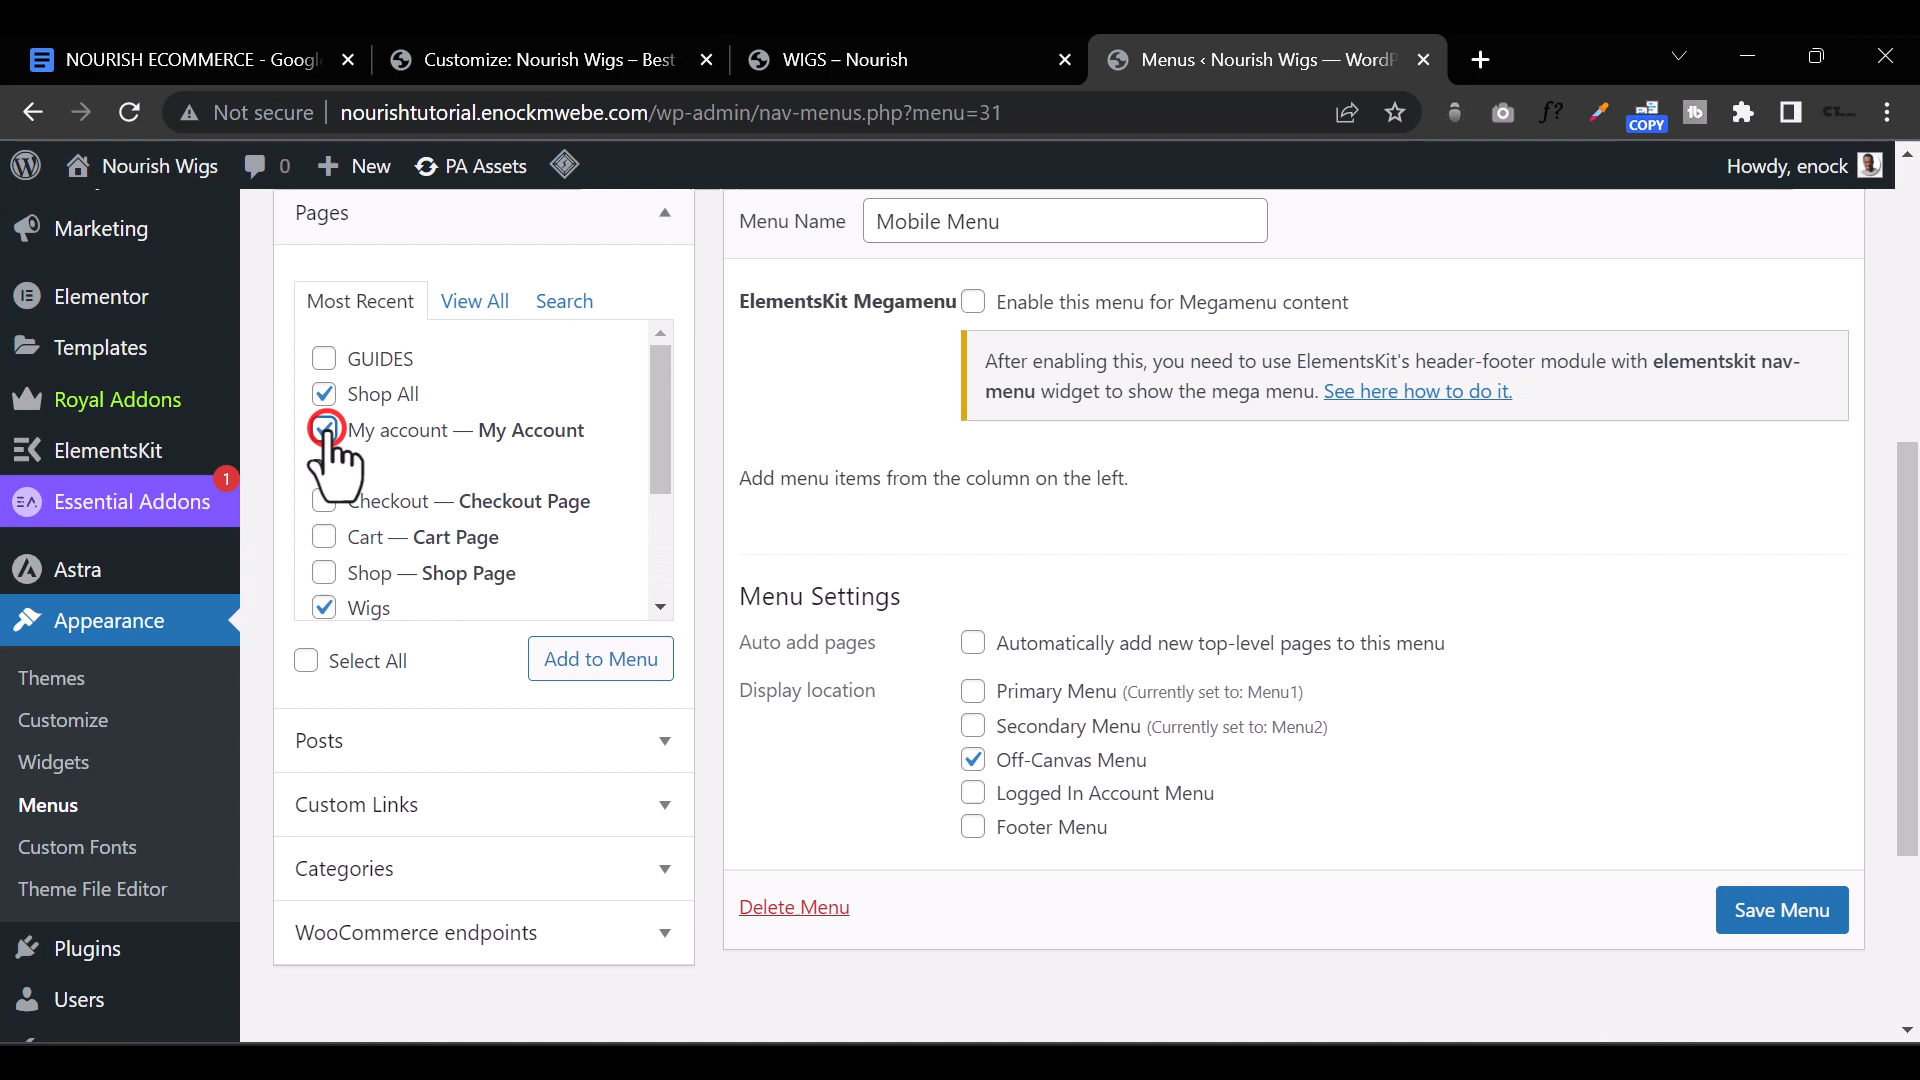 NOURISH ECOMMERCE - Googl
Customize: Nourish Wigs – Best
WIGS – Nourish
Menus ‹ Nourish Wigs — WordP
Not secure
nourishtutorial.enockmwebe.com/wp-admin/nav-menus.php?menu=31
f?
COPY
tb
Nourish Wigs
0
New
PA Assets
Howdy, enock
Marketing
Elementor
Templates
Royal Addons
ElementsKit
1
Essential Addons
Astra
Appearance
Themes
Customize
Widgets
Menus
Custom Fonts
Theme File Editor
Plugins
Users
Pages
Most Recent
View All
Search
GUIDES
Shop All
My account — My Account
Checkout — Checkout Page
Cart — Cart Page
Shop — Shop Page
Wigs
Select All
Add to Menu
Posts
Custom Links
Categories
WooCommerce endpoints
Menu Name
Mobile Menu
ElementsKit Megamenu
Enable this menu for Megamenu content
After enabling this, you need to use ElementsKit's header-footer module with elementskit nav-
menu widget to show the mega menu. See here how to do it.
Add menu items from the column on the left.
Menu Settings
Auto add pages
Automatically add new top-level pages to this menu
Display location
Primary Menu (Currently set to: Menu1)
Secondary Menu (Currently set to: Menu2)
Off-Canvas Menu
Logged In Account Menu
Footer Menu
Delete Menu
Save Menu